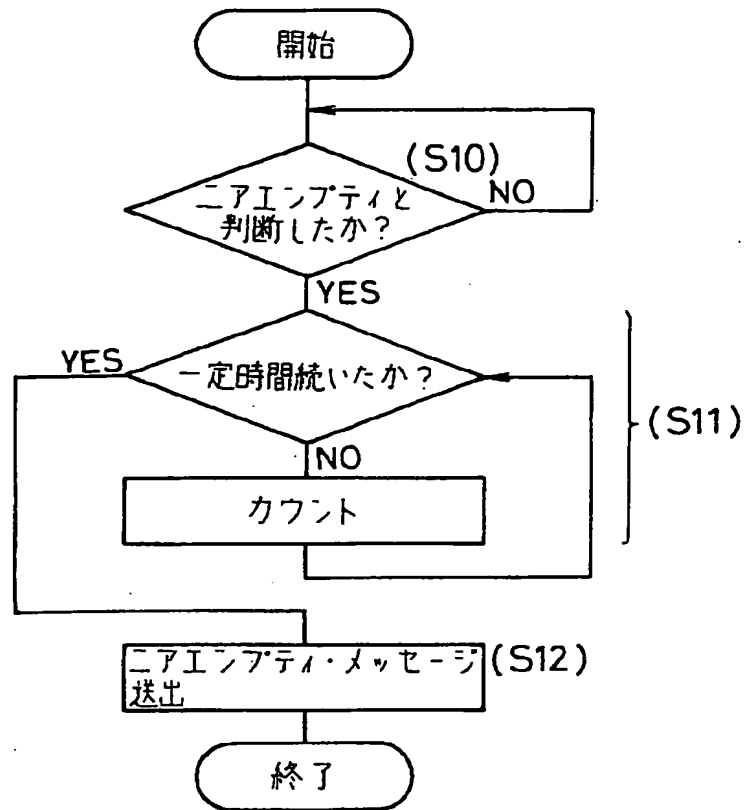 開始
(S10)
ニアエンプティと
判断したか?
NO
YES
YES
一定時間続いたか?
(S11)
NO
カウント
ニアエンプティ・メッセージ
送出
(S12)
終了